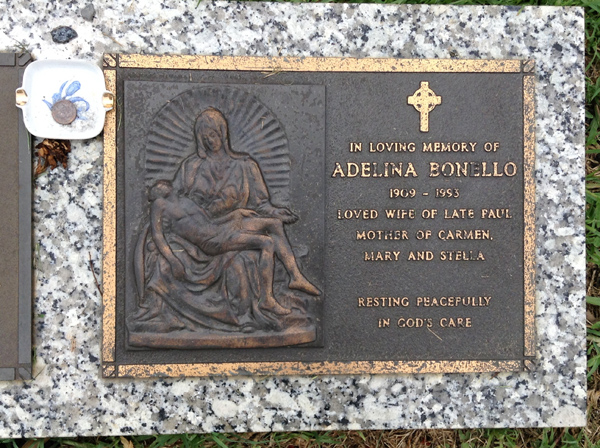 IN LOVING MEMORY OF
ADELINA BONELLO
1909 - 1993
LOVED WIFE OF LATE PAUL
MOTHER OF CARMEN,
MARY AND STELLA
RESTING PEACEFULLY
IN GOD'S CARE